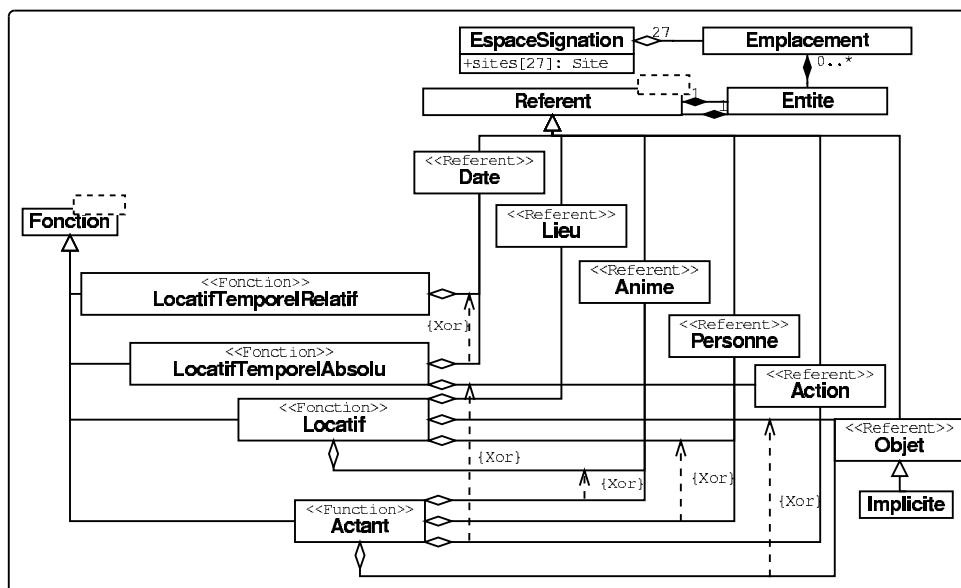 EspaceSignation
27
Emplacement
+sites[27]: Site
0..*
Referent
1
Entite
1
<<Referent>>
Date
Fonction
<<Referent>>
Lieu
<<Fonction>>
LocatifTemporelRelatif
<<Referent>>
Anime
{Xor}
<<Referent>>
Personne
<<Fonction>>
LocatifTemporelAbsolu
<<Referent>>
Action
<<Fonction>>
Locatif
<<Referent>>
Objet
{Xor}
{Xor}
{Xor}
Implicite
<<Function>>
Actant